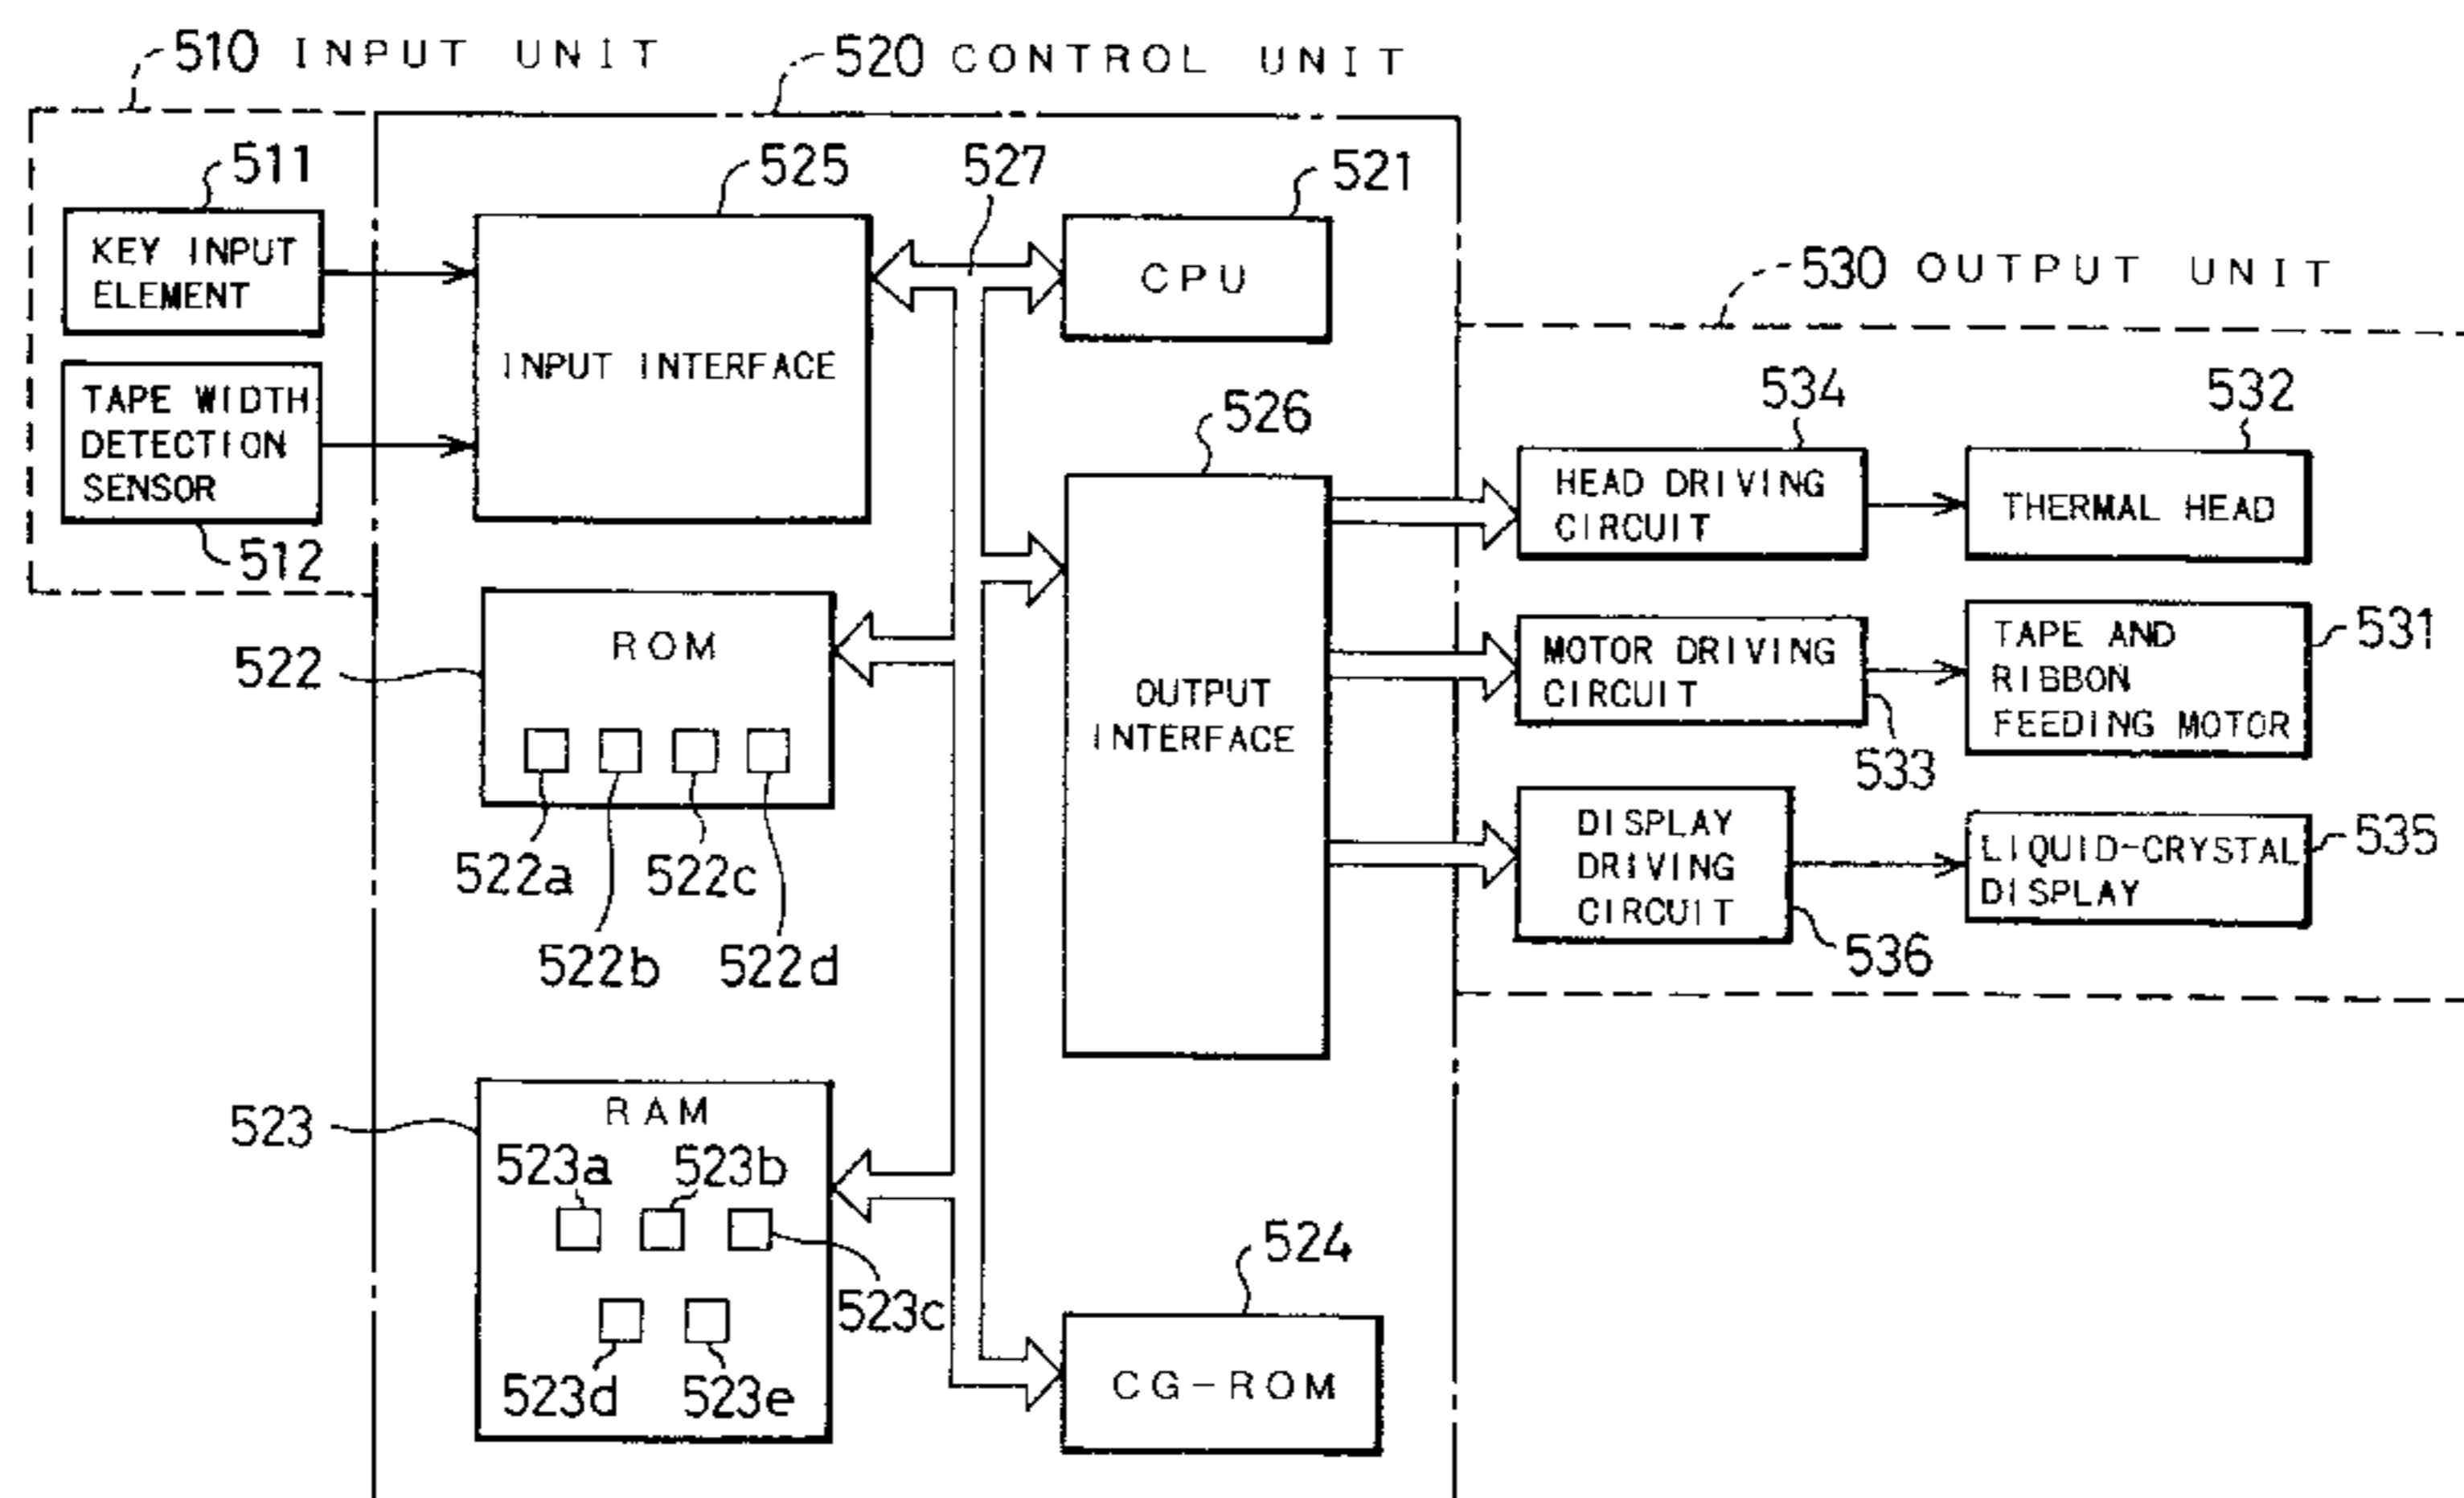 510 INPUT UNIT
520 CONTROL UNIT
511
525
527
521
KEY INPUT
ELEMENT
CPU
530 OUTPUT UNIT
INPUT INTERFACE
TAPE WIDTH
DETECTION
SENSOR
512
526
534
532
HEAD DRIVING
CIRCUIT
THERMAL HEAD
522
ROM
522a
522b
522c
522d
OUTPUT
INTERFACE
MOTOR DRIVING
CIRCUIT
533
TAPE AND
RIBBON
FEEDING MOTOR
531
DISPLAY
DRIVING
CIRCUIT
536
LIQUID-CRYSTAL
DISPLAY
535
523
RAM
523a
523b
523c
523d
523e
524
CG-ROM